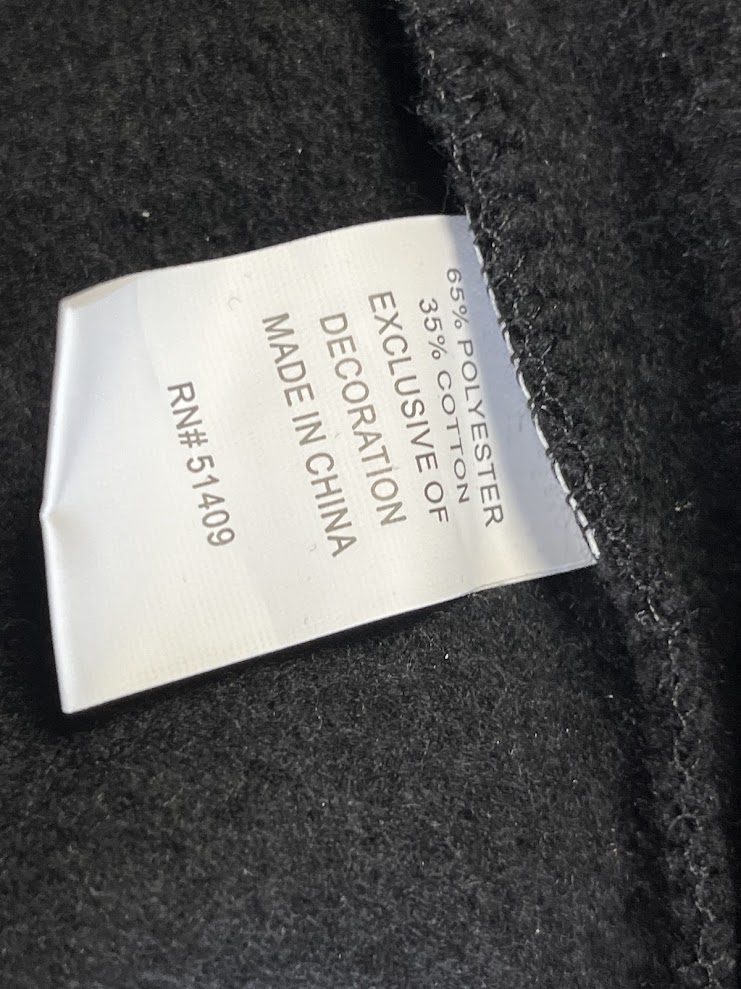 65% POLYESTER
35% COTTON
EXCLUSIVE OF
DECORATION
MADE IN CHINA
RN# 51409